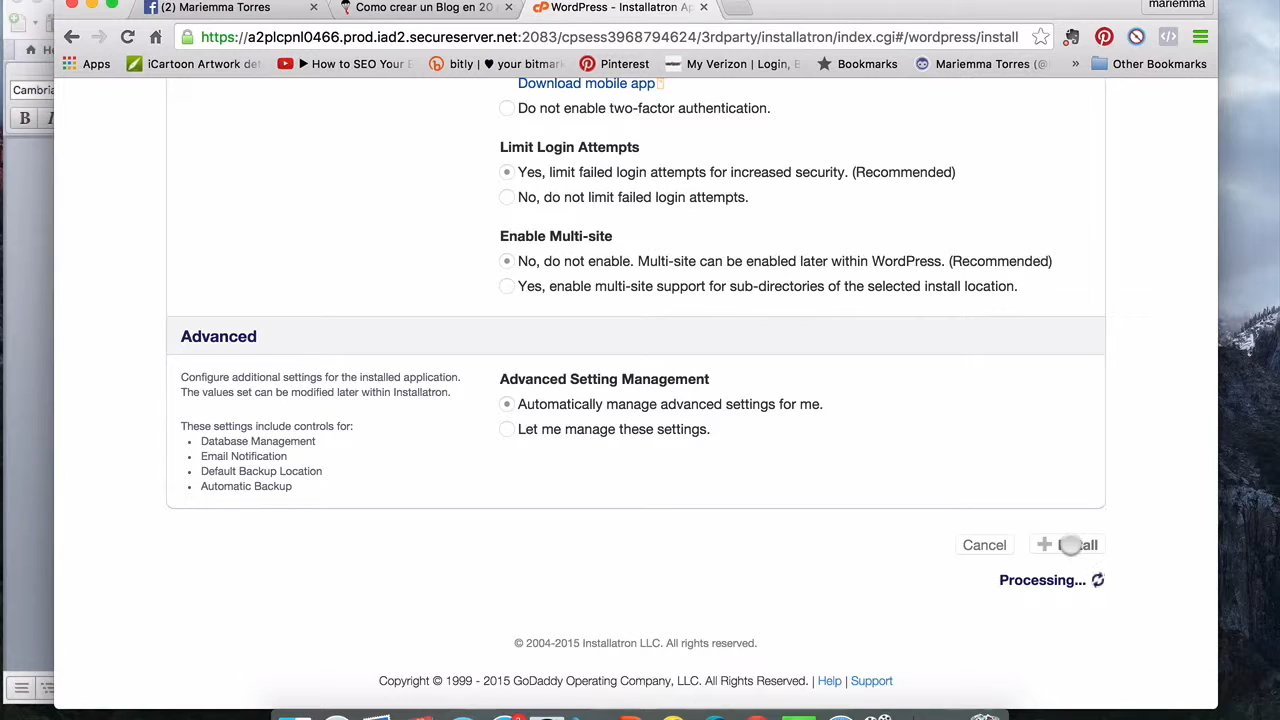 (2) Mariemma Torres
Como crear un Blog en 20
WordPress - Installatron Ap
mariemma
https://a2plcpnl0466.prod.iad2.secureserver.net:2083/cpsess3968794624/3rdparty/installatron/index.cgi#/wordpress/install
Apps
iCartoon Artwork de
How to SEO Your
bitly | ♥ your bitmar
Pinterest
My Verizon | Login,
Bookmarks
Mariemma Torres (@
»
Other Bookmarks
Cambria
B
Download mobile app
Do not enable two-factor authentication.
Limit Login Attempts
Yes, limit failed login attempts for increased security. (Recommended)
No, do not limit failed login attempts.
Enable Multi-site
No, do not enable. Multi-site can be enabled later within WordPress. (Recommended)
Yes, enable multi-site support for sub-directories of the selected install location.
Advanced
Configure additional settings for the installed application.
The values set can be modified later within Installatron.
These settings include controls for:
• Database Management
• Email Notification
• Default Backup Location
• Automatic Backup
Advanced Setting Management
Automatically manage advanced settings for me.
Let me manage these settings.
Cancel
Install
Processing...
© 2004-2015 Installatron LLC. All rights reserved.
Copyright © 1999 - 2015 GoDaddy Operating Company, LLC. All Rights Reserved. | Help | Support